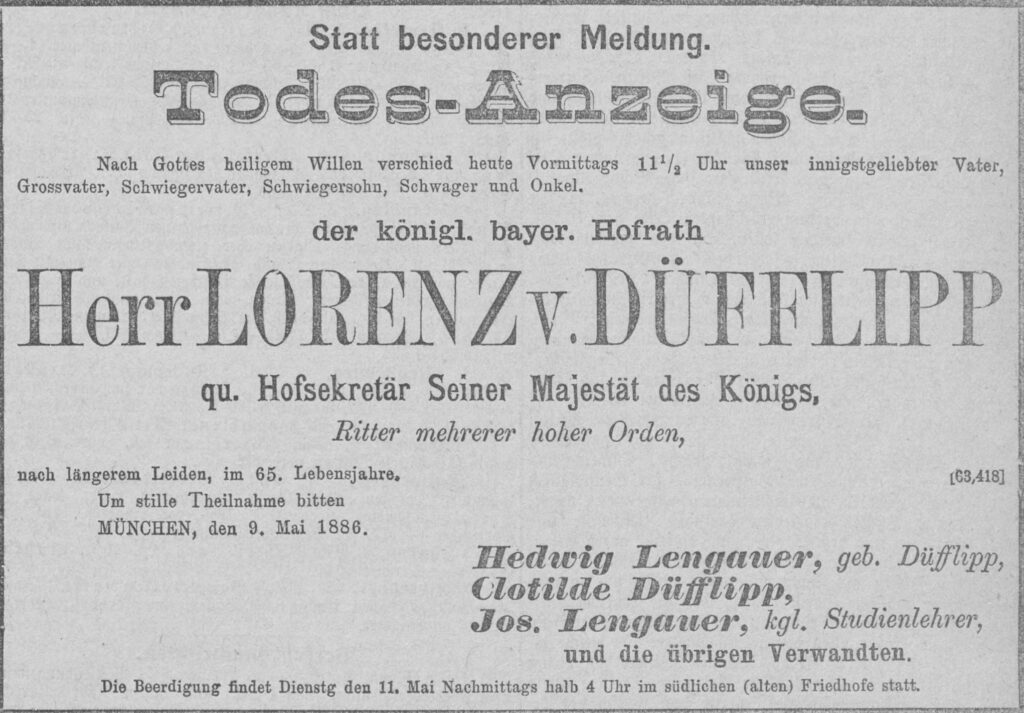 Statt besonderer Meldung.
Todes-Anzeige.
Nach Gottes heiligem Willen verschied heute Vormittags 11¹/₂ Uhr unser innigstgeliebter Vater,
Grossvater, Schwiegervater, Schwiegersohn, Schwager und Onkel.
der königl. bayer. Hofrath
Herr LORENZ v. DÜFFLIPP
qu. Hofsekretär Seiner Majestät des Königs,
Ritter mehrerer hoher Orden,
nach längerem Leiden, im 65. Lebensjahre. [63,418]
Um stille Theilnahme bitten
MÜNCHEN, den 9. Mai 1886.
Hedwig Lengauer, geb. Düfflipp,
Clotilde Düfflipp,
Jos. Lengauer, kgl. Studienlehrer,
und die übrigen Verwandten.
Die Beerdigung findet Dienstg den 11. Mai Nachmittags halb 4 Uhr im südlichen (alten) Friedhofe statt.